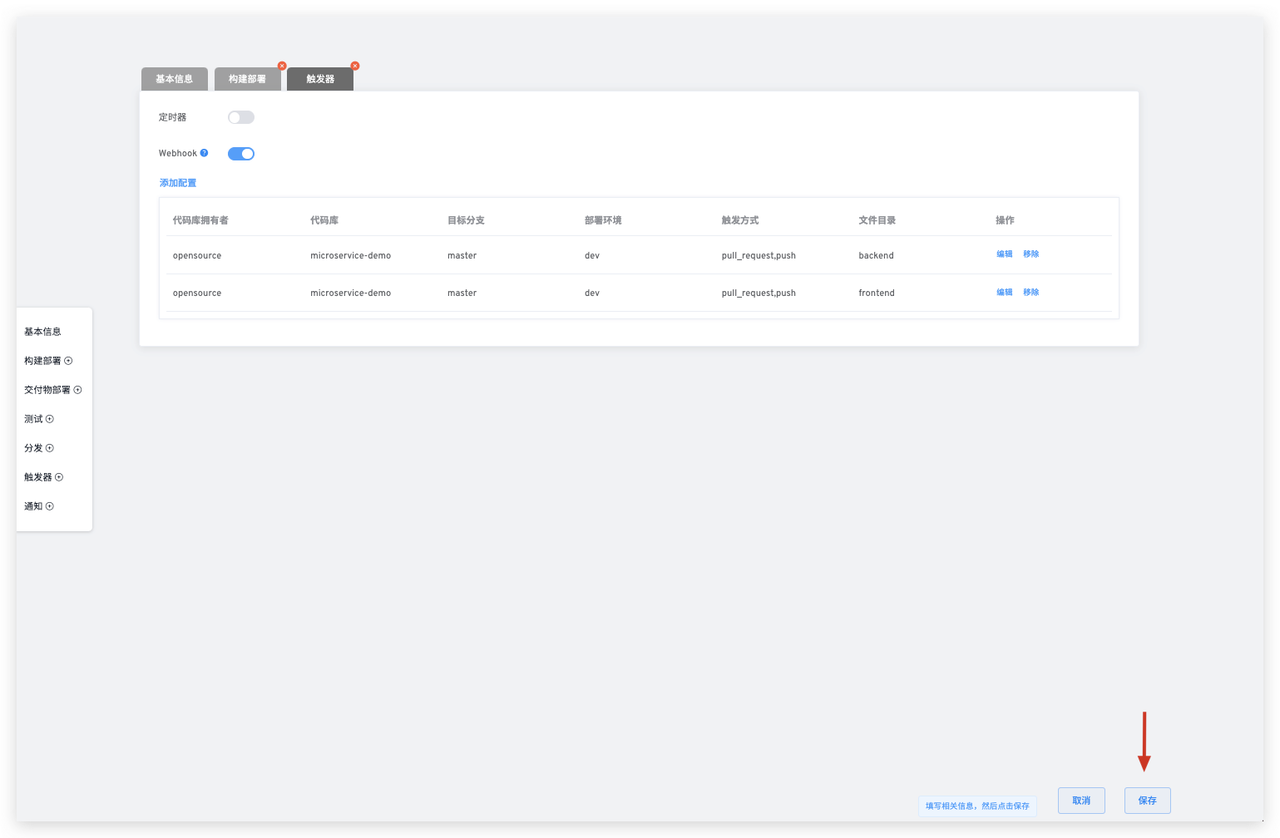 基本信息 构建部署 触发器
定时器
Webhook
添加配置
代码库拥有者 代码库 目标分支 部署环境 触发方式 文件目录 操作
opensource microservice-demo master dev pull_request,push backend 编辑 移除
opensource microservice-demo master dev pull_request,push frontend 编辑 移除
基本信息
构建部署
交付物部署
测试
分发
触发器
通知
填写相关信息，然后点击保存 取消 保存